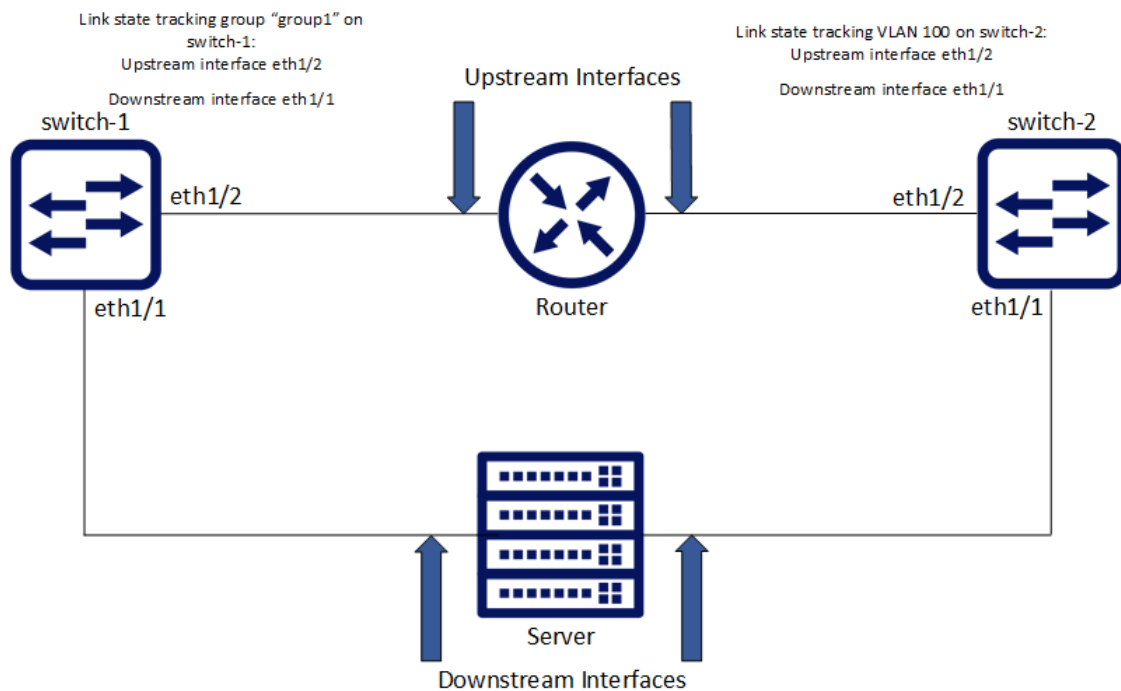 Link state tracking group “group1” on
switch-1:
Upstream interface eth1/2
Downstream interface eth1/1
Link state tracking VLAN 100 on switch-2:
Upstream interface eth1/2
Downstream interface eth1/1
Upstream Interfaces
switch-1
switch-2
eth1/2
eth1/2
eth1/1
Router
eth1/1
Server
Downstream Interfaces